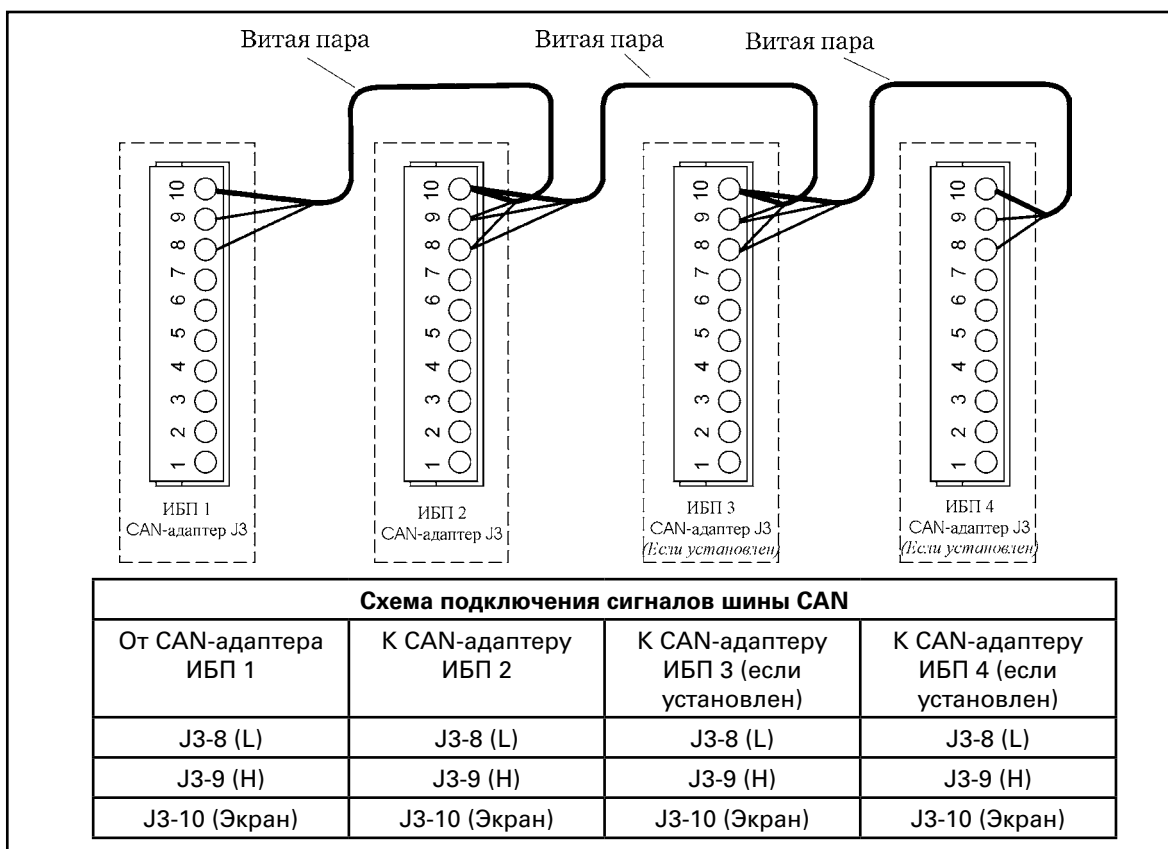 Витая пара Витая пара Витая пара
10 10 10 10
9 9 9 9
8 8 8 8
7 7 7 7
6 6 6 6
5 5 5 5
4 4 4 4
3 3 3 3
2 2 2 2
1 1 1 1
ИБП 1
CAN-адаптер J3
ИБП 2
CAN-адаптер J3
ИБП 3
CAN-адаптер J3
(Если установлен)
ИБП 4
CAN-адаптер J3
(Если установлен)
Схема подключения сигналов шины CAN
От CAN-адаптера
ИБП 1
К CAN-адаптеру
ИБП 2
К CAN-адаптеру
ИБП 3 (если
установлен)
К CAN-адаптеру
ИБП 4 (если
установлен)
J3-8 (L) J3-8 (L) J3-8 (L) J3-8 (L)
J3-9 (H) J3-9 (H) J3-9 (H) J3-9 (H)
J3-10 (Экран) J3-10 (Экран) J3-10 (Экран) J3-10 (Экран)